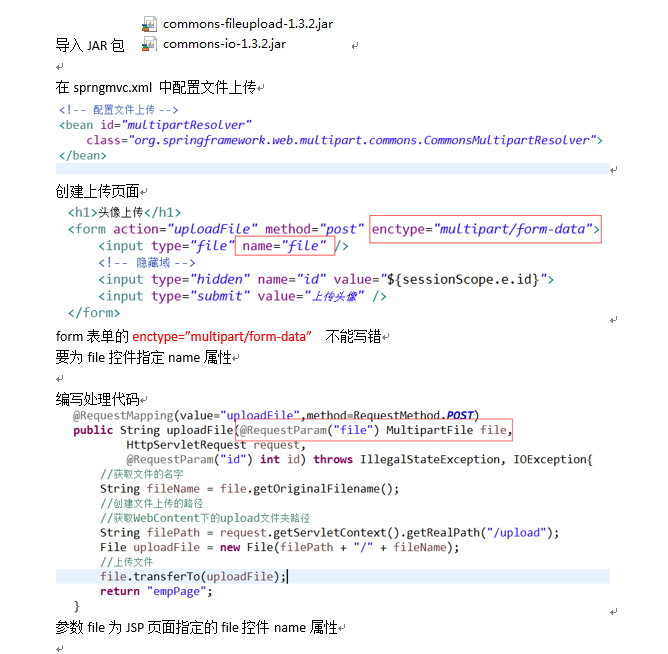 commons-fileupload-1.3.2.jar
导入 JAR 包 commons-io-1.3.2.jar
在 sprngmvc.xml 中配置文件上传
<!-- 配置文件上传 -->
<bean id="multipartResolver"
class="org.springframework.web.multipart.commons.CommonsMultipartResolver">
</bean>
创建上传页面
<h1>头像上传</h1>
<form action="uploadFile" method="post" enctype="multipart/form-data">
<input type="file" name="file" />
<!-- 隐藏域 -->
<input type="hidden" name="id" value="${sessionScope.e.id}">
<input type="submit" value="上传头像" />
</form>
form 表单的 enctype="multipart/form-data" 不能写错
要为 file 控件指定 name 属性
编写处理代码
@RequestMapping(value="uploadFile",method=RequestMethod.POST)
public String uploadFile(@RequestParam("file") MultipartFile file,
HttpServletRequest request,
@RequestParam("id") int id) throws IllegalStateException, IOException{
//获取文件的名字
String fileName = file.getOriginalFilename();
//创建文件上传的路径
//获取WebContent下的upload文件夹路径
String filePath = request.getServletContext().getRealPath("/upload");
File uploadFile = new File(filePath + "/" + fileName);
//上传文件
file.transferTo(uploadFile);
return "empPage";
}
参数 file 为 JSP 页面指定的 file 控件 name 属性